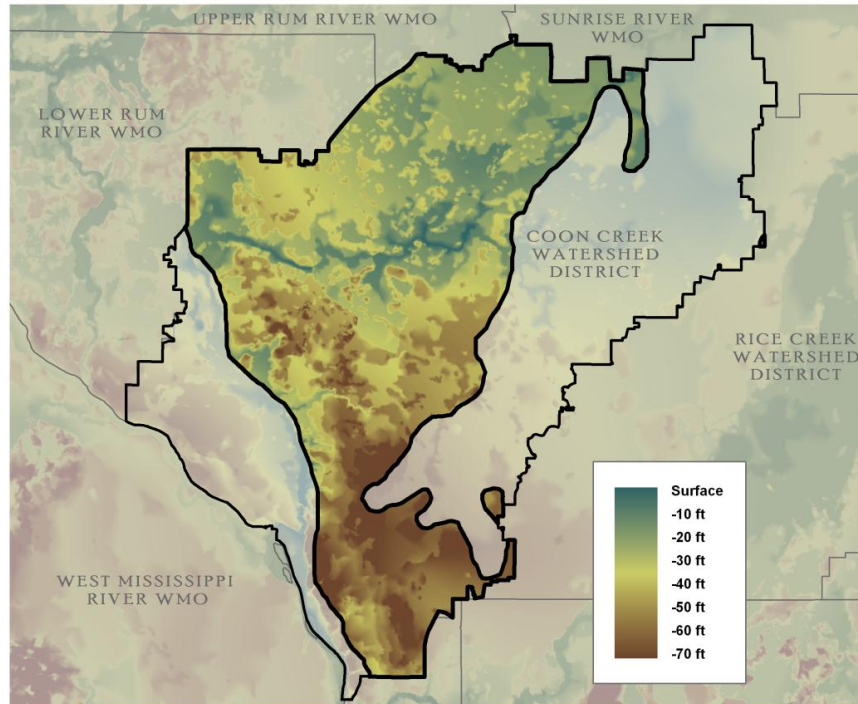 UPPER RUM RIVER WMO
SUNRISE RIVER
WMO
LOWER RUM
RIVER WMO
COON CREEK
WATERSHED
DISTRICT
RICE CREEK
WATERSHED
DISTRICT
WEST MISSISSIPPI
RIVER WMO
Surface
-10 ft
-20 ft
-30 ft
-40 ft
-50 ft
-60 ft
-70 ft